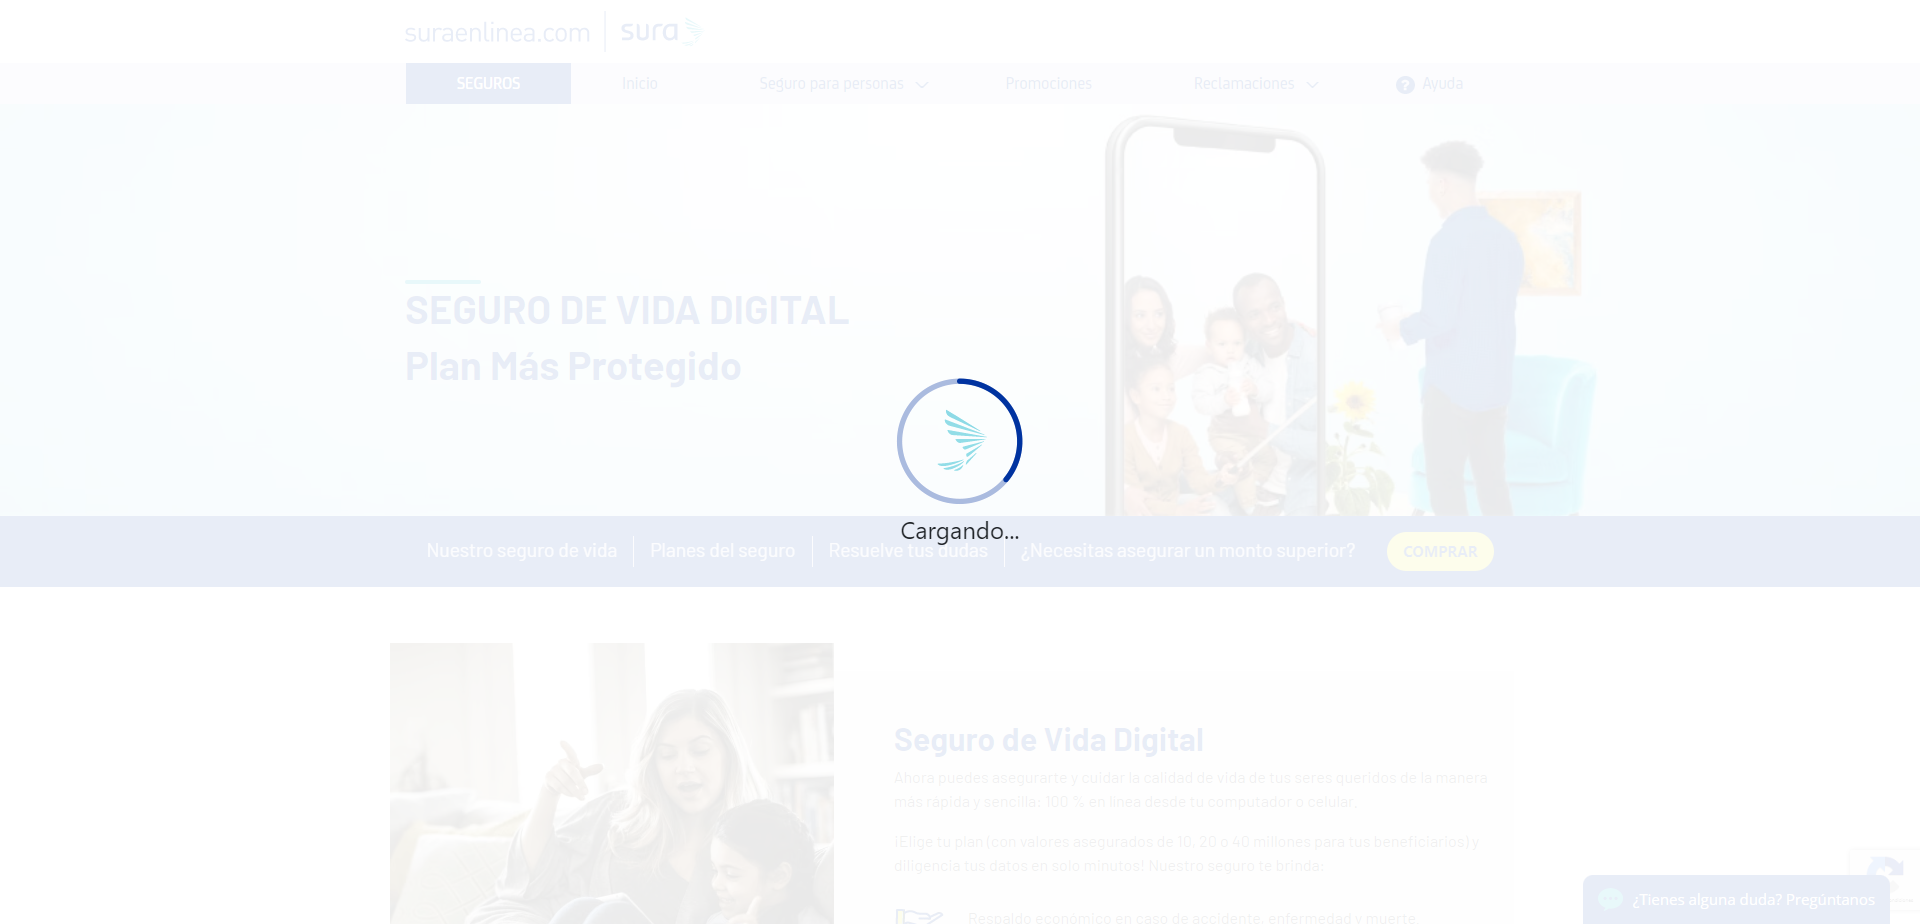 suraenlinea.com
sura
SEGUROS
Inicio
Seguro para personas
Promociones
Reclamaciones
? Ayuda
SEGURO DE VIDA DIGITAL
Plan Más Protegido
Cargando...
Nuestro seguro de vida
Planes del seguro
Resuelve tus dudas
¿Necesitas asegurar un monto superior?
COMPRAR
Seguro de Vida Digital
Ahora puedes asegurarte y cuidar la calidad de vida de tus seres queridos de la manera
más rápida y sencilla: 100 % en línea desde tu computador o celular.
¡Elige tu plan (con valores asegurados de 10, 20 o 40 millones para tus beneficiarios) y
diligencia tus datos en solo minutos! Nuestro seguro te brinda:
Respaldo económico en caso de accidente, enfermedad y muerte.
¿Tienes alguna duda? Pregúntanos